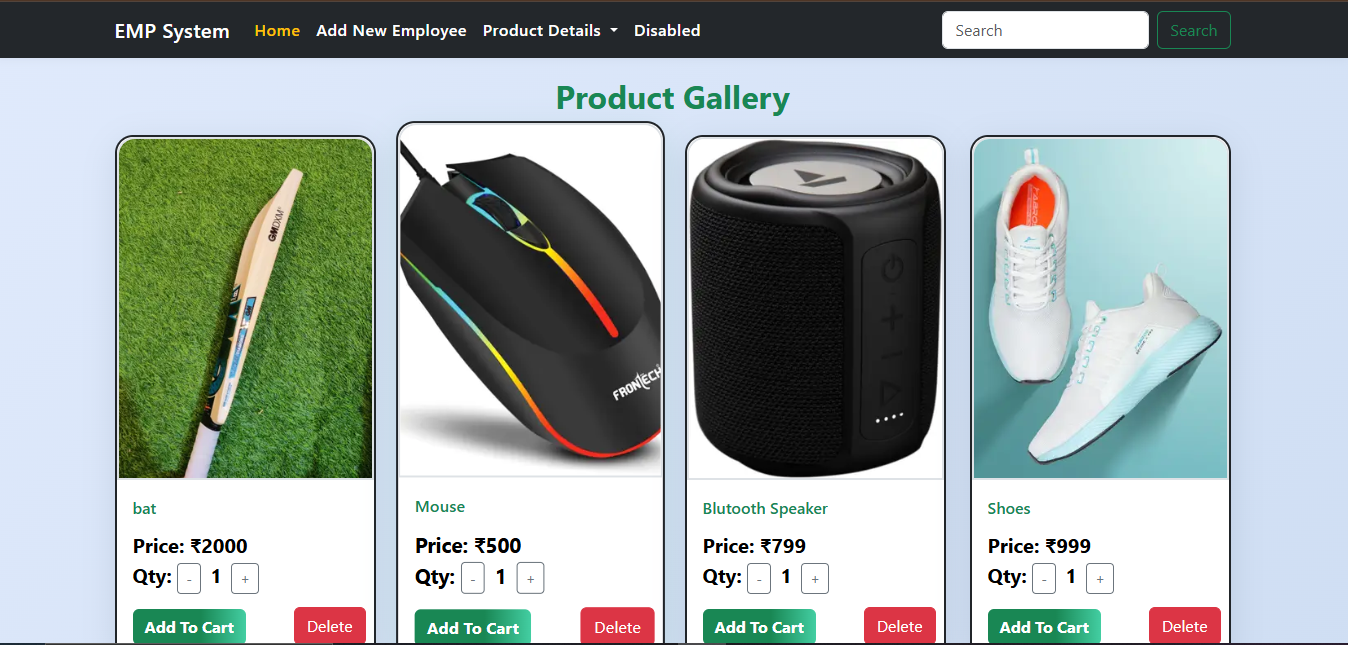 EMP System Home Add New Employee Product Details Disabled Search Search
Product Gallery
GMDXM
FRONTECH
bat
Price: ₹2000
Qty: - 1 +
Add To Cart Delete
Mouse
Price: ₹500
Qty: - 1 +
Add To Cart Delete
Blutooth Speaker
Price: ₹799
Qty: - 1 +
Add To Cart Delete
Shoes
Price: ₹999
Qty: - 1 +
Add To Cart Delete